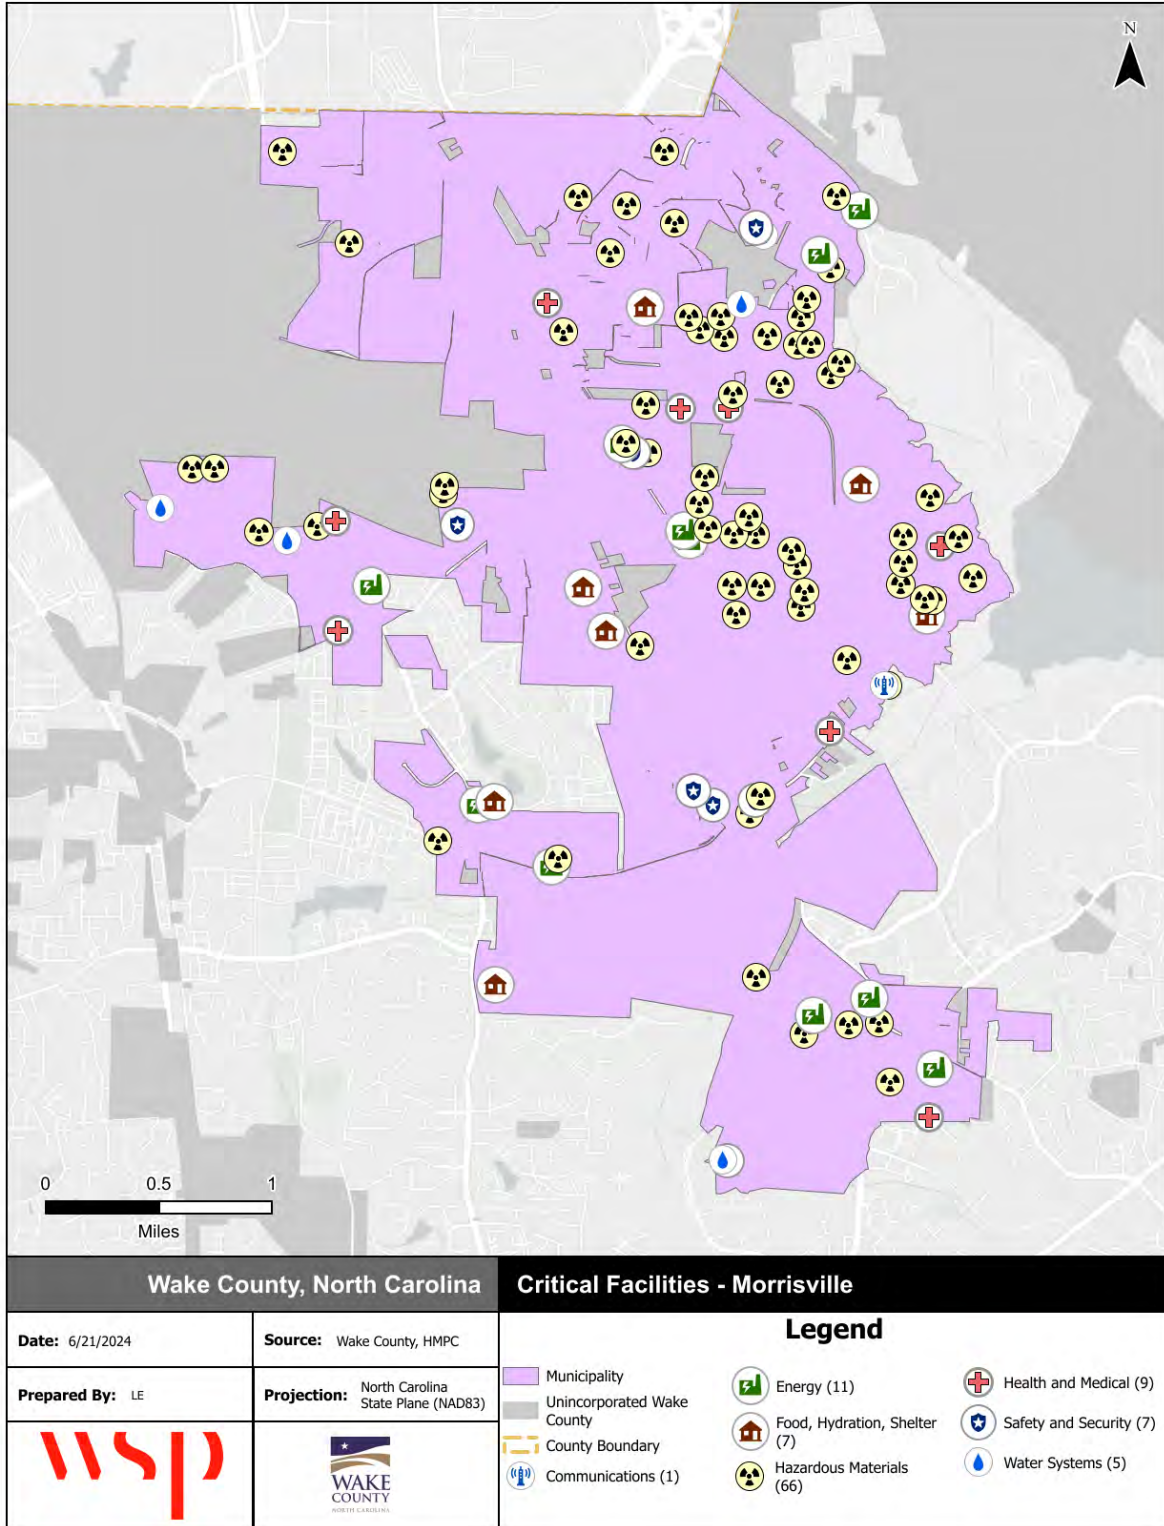 N
0 0.5 1
Miles
Wake County, North Carolina
Critical Facilities - Morrisville
Date: 6/21/2024
Source: Wake County, HMPC
Prepared By: LE
Projection: North Carolina
State Plane (NAD83)
wsp
WAKE
COUNTY
NORTH CAROLINA
Legend
Municipality
Unincorporated Wake
County
County Boundary
Communications (1)
Energy (11)
Food, Hydration, Shelter
(7)
Hazardous Materials
(66)
Health and Medical (9)
Safety and Security (7)
Water Systems (5)